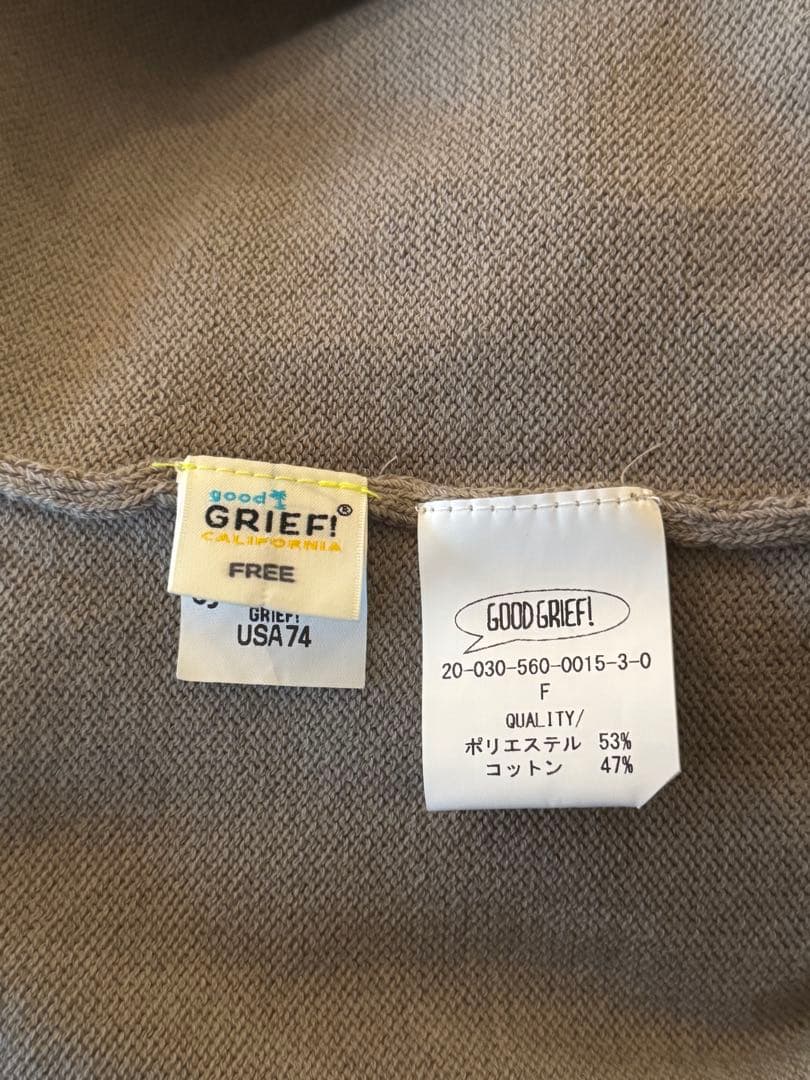 good
GRIEF!®
CALIFORNIA
FREE
GRIEF!
USA74
GOOD GRIEF!
20-030-560-0015-3-0
F
QUALITY/
ポリエステル 53%
コットン 47%